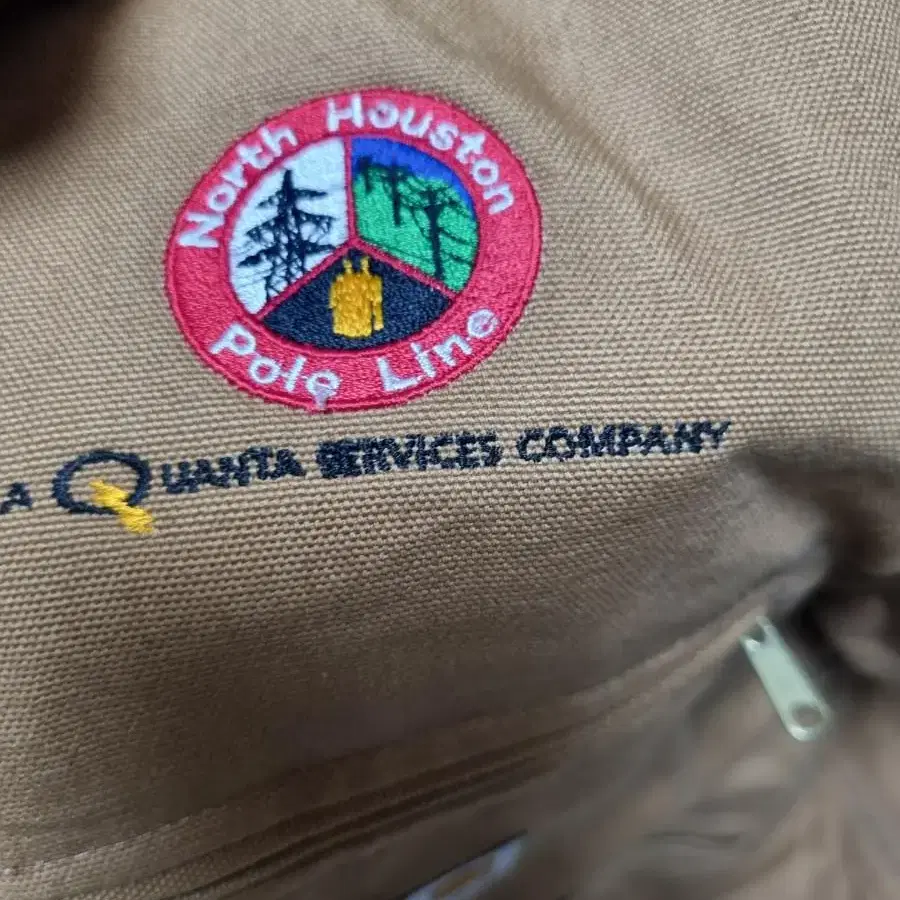 North Houston
Pole Line
A QUANTA SERVICES COMPANY